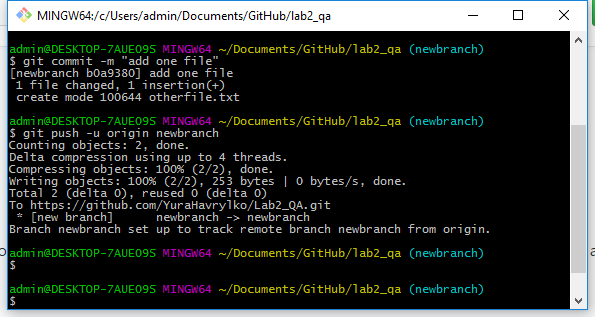 MINGW64:/c/Users/admin/Documents/GitHub/lab2_qa
admin@DESKTOP-7AUEO9S MINGW64 ~/Documents/GitHub/lab2_qa (newbranch)
$ git commit -m "add one file"
[newbranch b0a9380] add one file
 1 file changed, 1 insertion(+)
 create mode 100644 otherfile.txt
admin@DESKTOP-7AUEO9S MINGW64 ~/Documents/GitHub/lab2_qa (newbranch)
$ git push -u origin newbranch
Counting objects: 2, done.
Delta compression using up to 4 threads.
Compressing objects: 100% (2/2), done.
Writing objects: 100% (2/2), 253 bytes | 0 bytes/s, done.
Total 2 (delta 0), reused 0 (delta 0)
To https://github.com/YuraHavrylko/Lab2_QA.git
 * [new branch]      newbranch -> newbranch
Branch newbranch set up to track remote branch newbranch from origin.
admin@DESKTOP-7AUEO9S MINGW64 ~/Documents/GitHub/lab2_qa (newbranch)
$
admin@DESKTOP-7AUEO9S MINGW64 ~/Documents/GitHub/lab2_qa (newbranch)
$